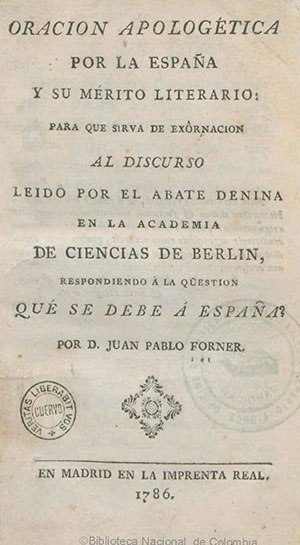 ORACION APOLOGÉTICA
POR LA ESPAÑA
Y SU MÉRITO LITERARIO:
PARA QUE SIRVA DE EXÔRNACION
AL DISCURSO
LEIDO POR EL ABATE DENINA
EN LA ACADEMIA
DE CIENCIAS DE BERLIN,
RESPONDIENDO Á LA QÜESTION
QUÉ SE DEBE Á ESPAÑA?
POR D. JUAN PABLO FORNER.
VERITAS LIBERABIT VOS
CUERVO
EN MADRID EN LA IMPRENTA REAL.
1786.
©Biblioteca Nacional de Colombia